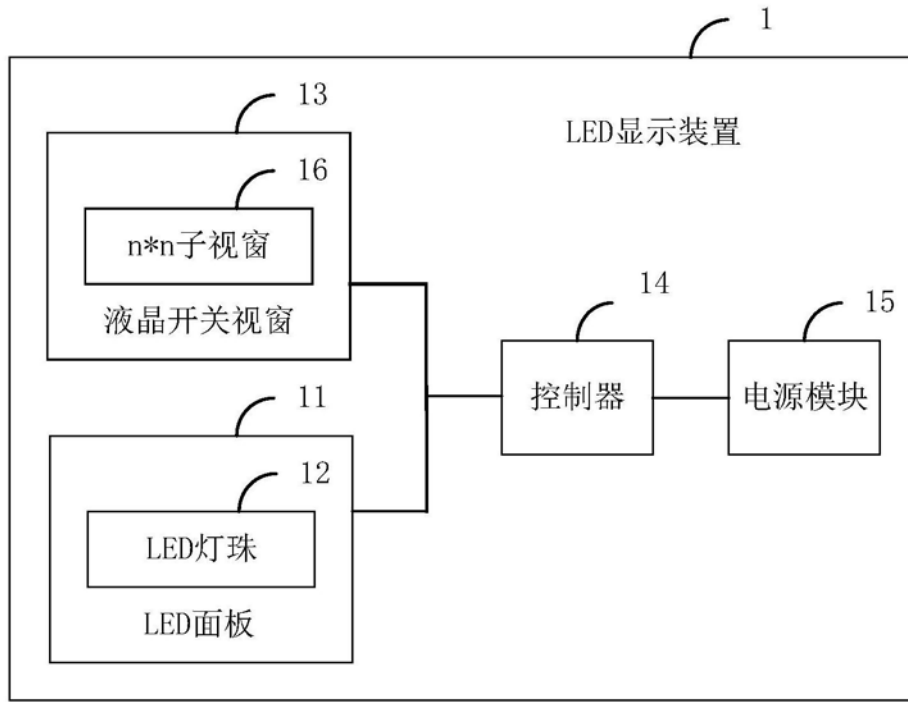 1
13
LED显示装置
16
n*n子视窗
液晶开关视窗
14
15
控制器
电源模块
11
12
LED灯珠
LED面板